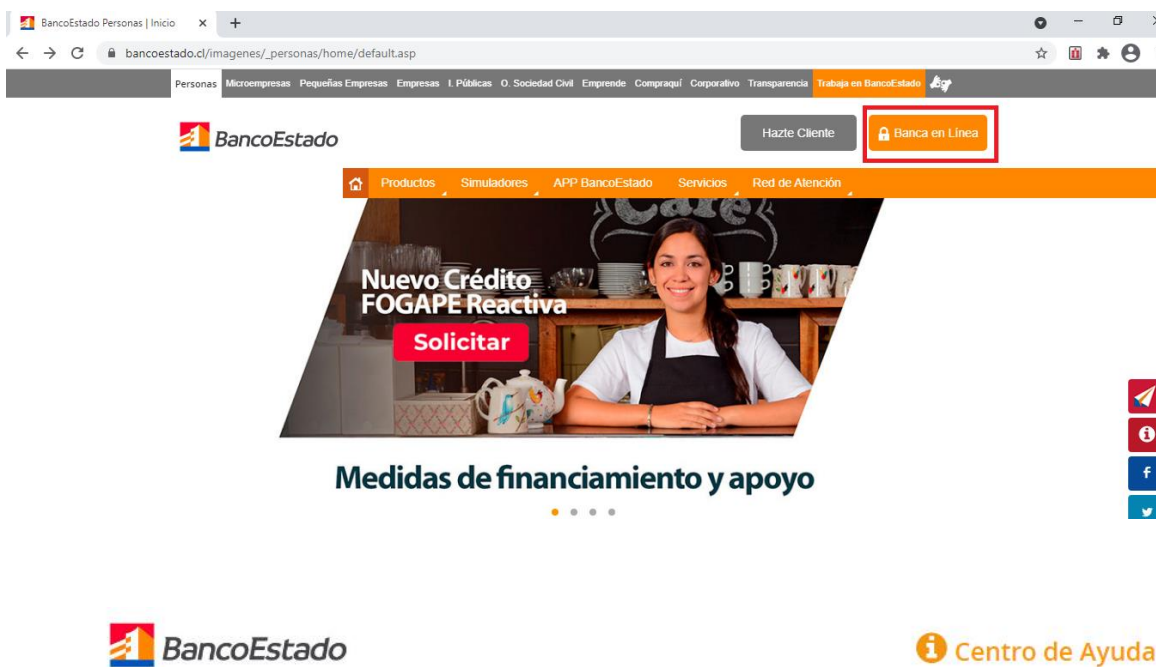 BancoEstado Personas | Inicio
bancoestado.cl/imagenes/_personas/home/default.asp
Personas Microempresas Pequeñas Empresas Empresas I. Públicas O. Sociedad Civil Emprende Compraquí Corporativo Transparencia Trabaja en BancoEstado
BancoEstado
Hazte Cliente
Banca en Línea
Productos Simuladores APP BancoEstado Servicios Red de Atención
Café
Nuevo Crédito
FOGAPE Reactiva
Solicitar
Medidas de financiamiento y apoyo
BancoEstado
Centro de Ayuda